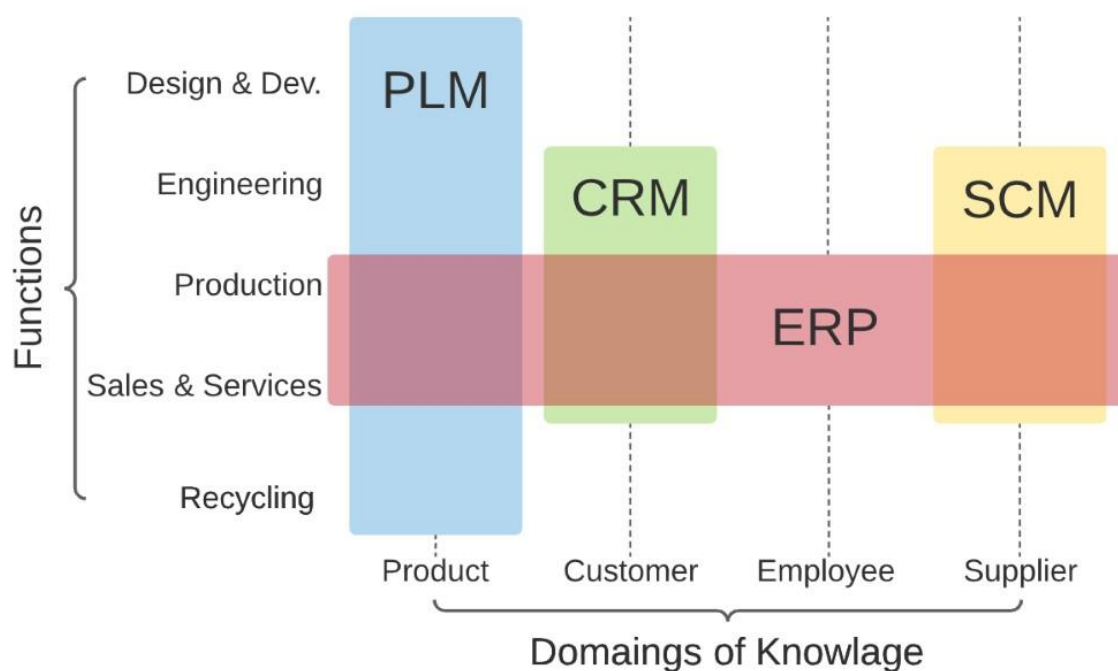 Functions
Design & Dev.
Engineering
Production
Sales & Services
Recycling
PLM
CRM
SCM
ERP
Product
Customer
Employee
Supplier
Domaings of Knowlage